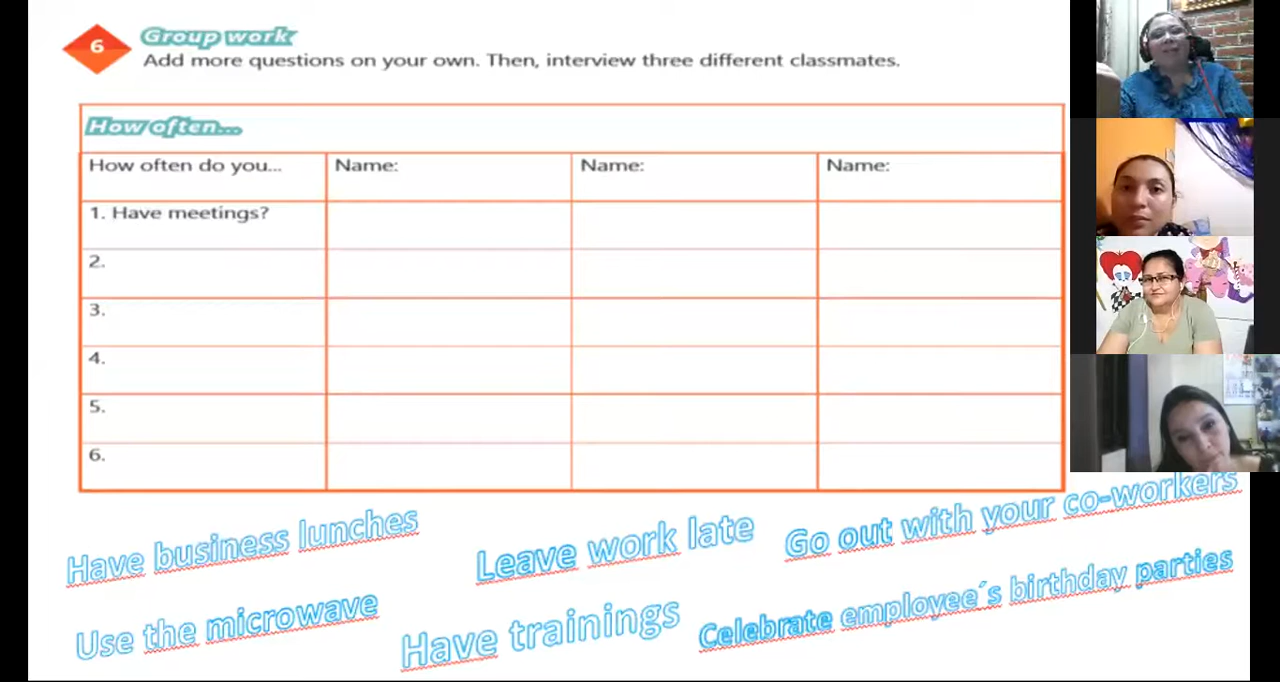 6
Group work
Add more questions on your own. Then, interview three different classmates.
How often...
How often do you... Name: Name: Name:
1. Have meetings?
2.
3.
4.
5.
6.
Have business lunches
Leave work late
Go out with your co-workers
Use the microwave
Have trainings
Celebrate employee´s birthday parties